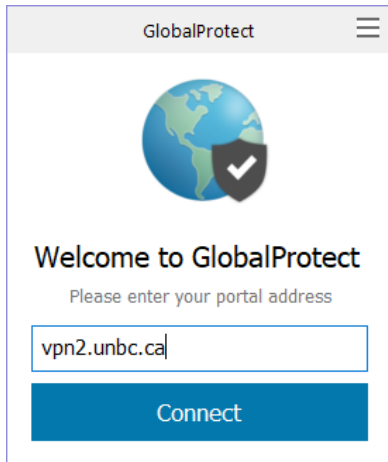 GlobalProtect
Welcome to GlobalProtect
Please enter your portal address
vpn2.unbc.ca
Connect